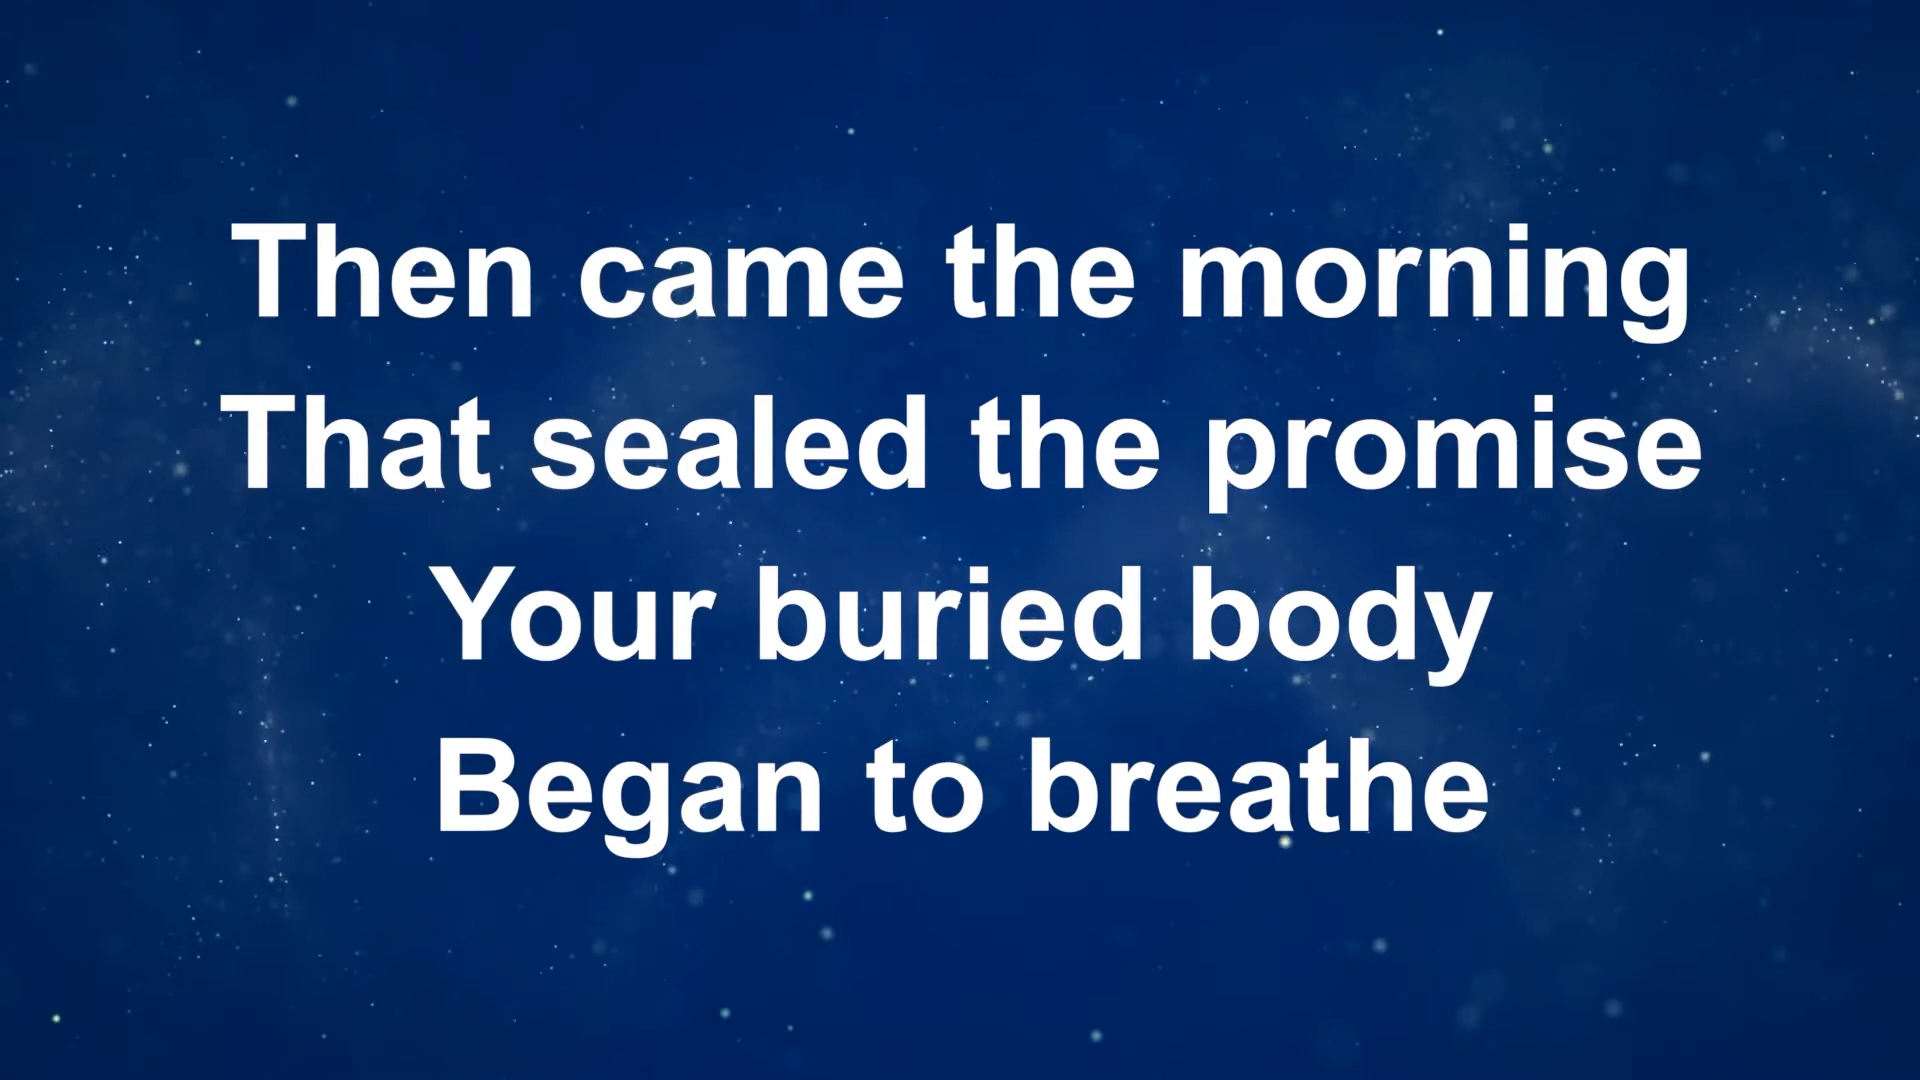 Then came the morning
That sealed the promise
Your buried body
Began to breathe